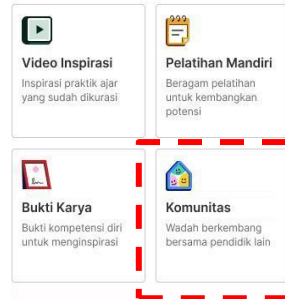 Video Inspirasi
Inspirasi praktik ajar
yang sudah dikurasi
Pelatihan Mandiri
Beragam pelatihan
untuk kembangkan
potensi
Bukti Karya
Bukti kompetensi diri
untuk menginspirasi
Komunitas
Wadah berkembang
bersama pendidik lain